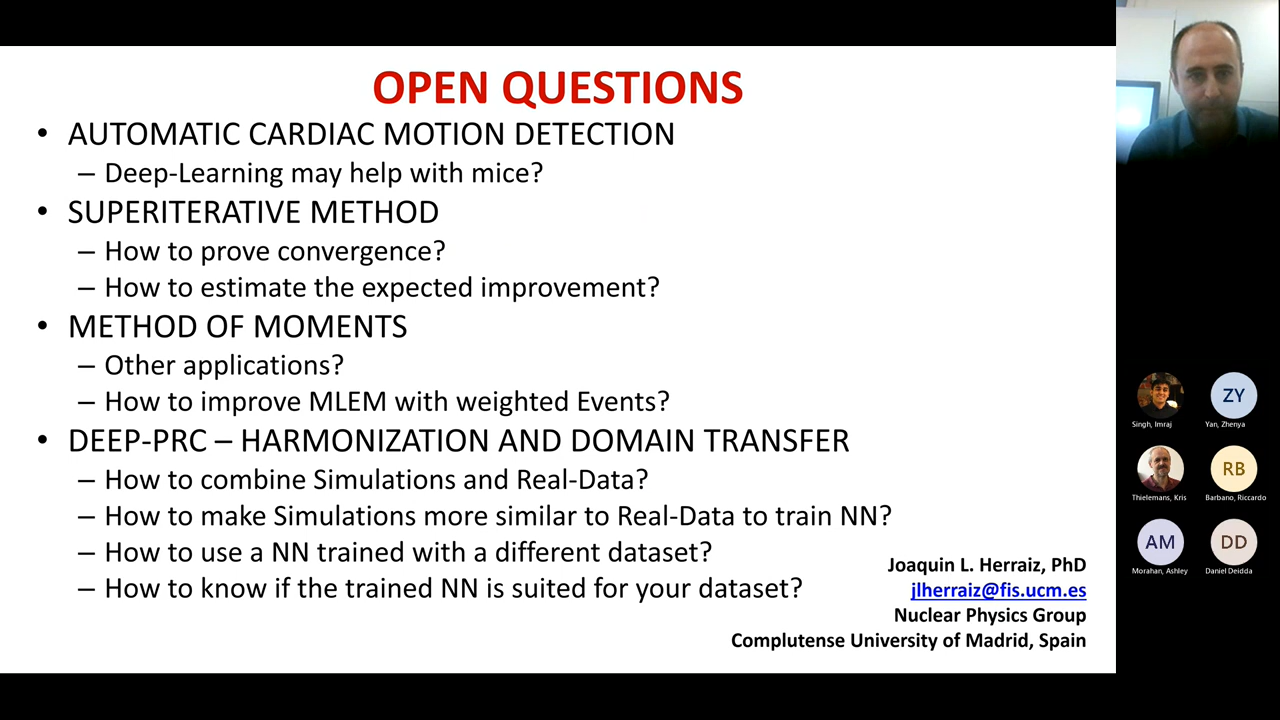 OPEN QUESTIONS
• AUTOMATIC CARDIAC MOTION DETECTION
– Deep-Learning may help with mice?
• SUPERITERATIVE METHOD
– How to prove convergence?
– How to estimate the expected improvement?
• METHOD OF MOMENTS
– Other applications?
– How to improve MLEM with weighted Events?
• DEEP-PRC – HARMONIZATION AND DOMAIN TRANSFER
– How to combine Simulations and Real-Data?
– How to make Simulations more similar to Real-Data to train NN?
– How to use a NN trained with a different dataset?
– How to know if the trained NN is suited for your dataset?
Joaquin L. Herraiz, PhD
jlherraiz@fis.ucm.es
Nuclear Physics Group
Complutense University of Madrid, Spain
ZY
Singh, Imraj
Yan, Zhenya
RB
Thielemans, Kris
Barbano, Riccardo
AM
DD
Morahan, Ashley
Daniel Deidda